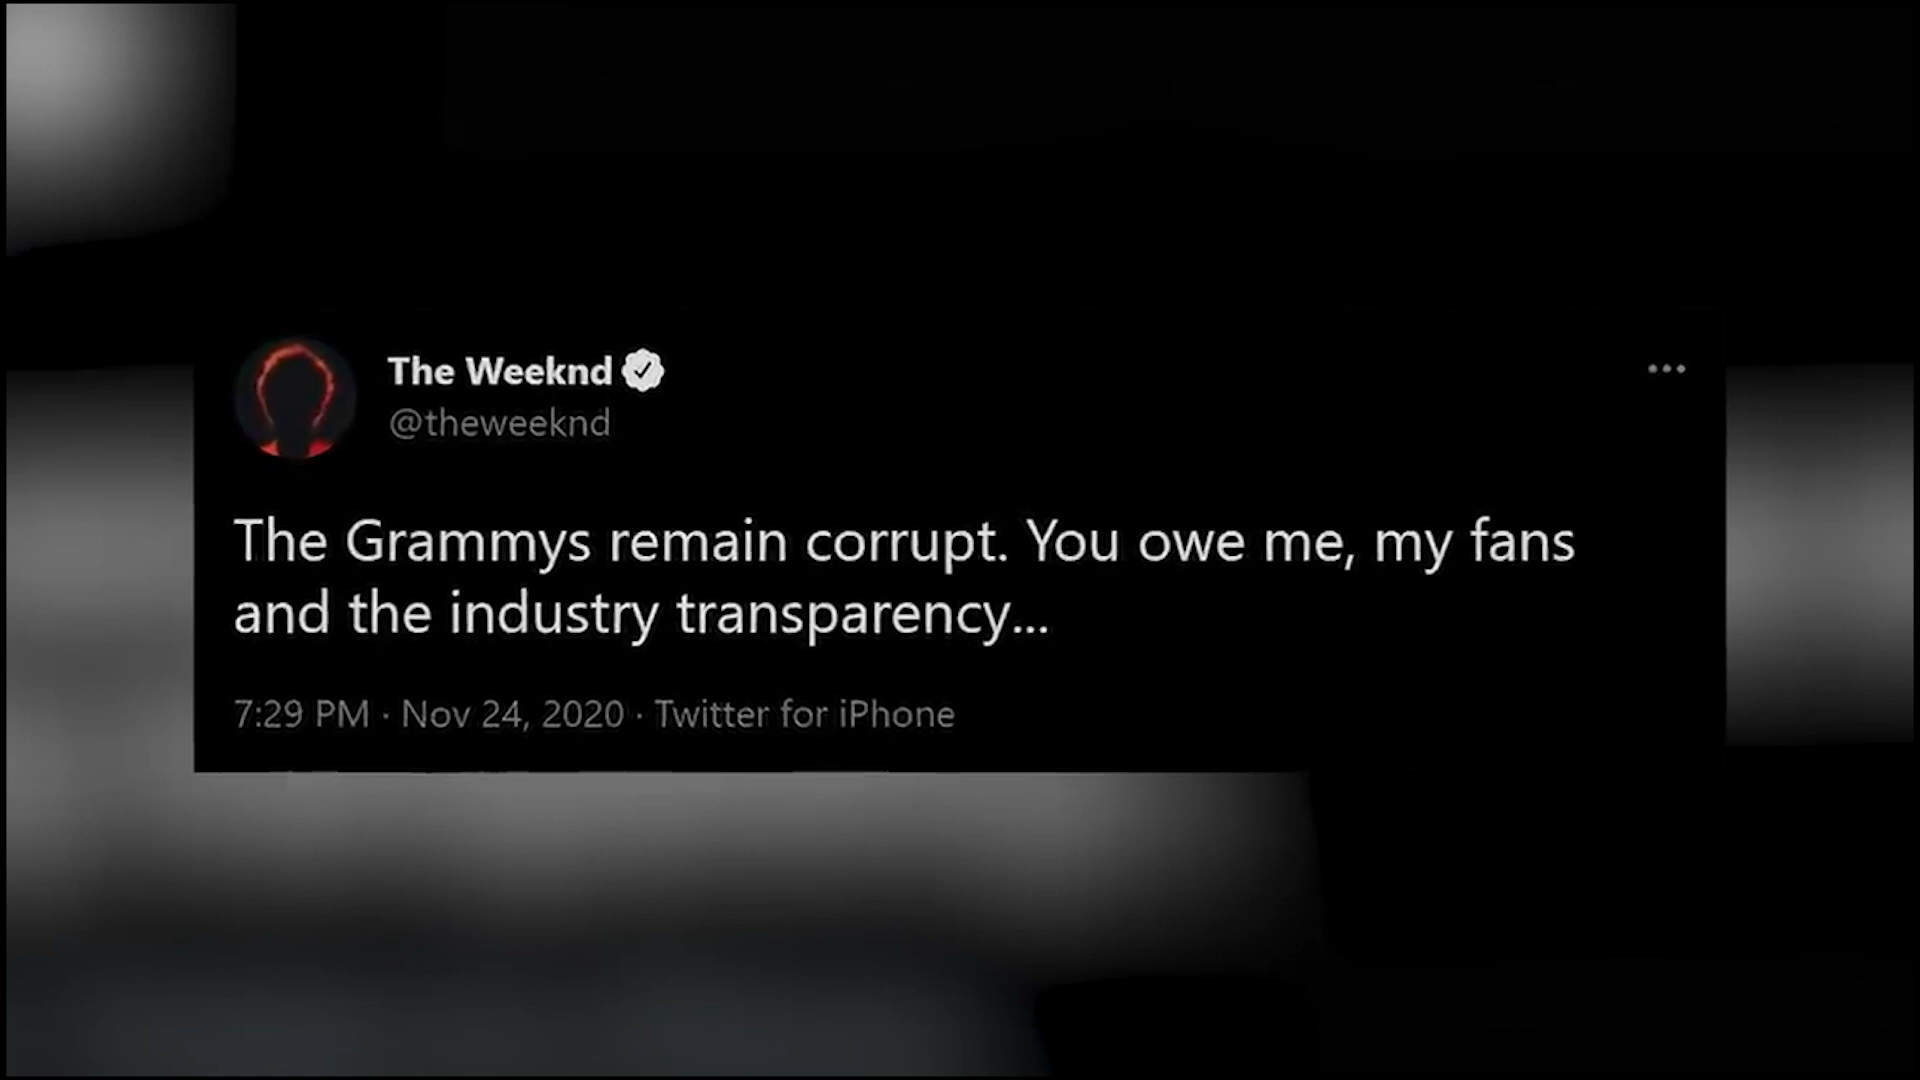 The Weeknd
@theweeknd
The Grammys remain corrupt. You owe me, my fans
and the industry transparency...
7:29 PM · Nov 24, 2020 · Twitter for iPhone